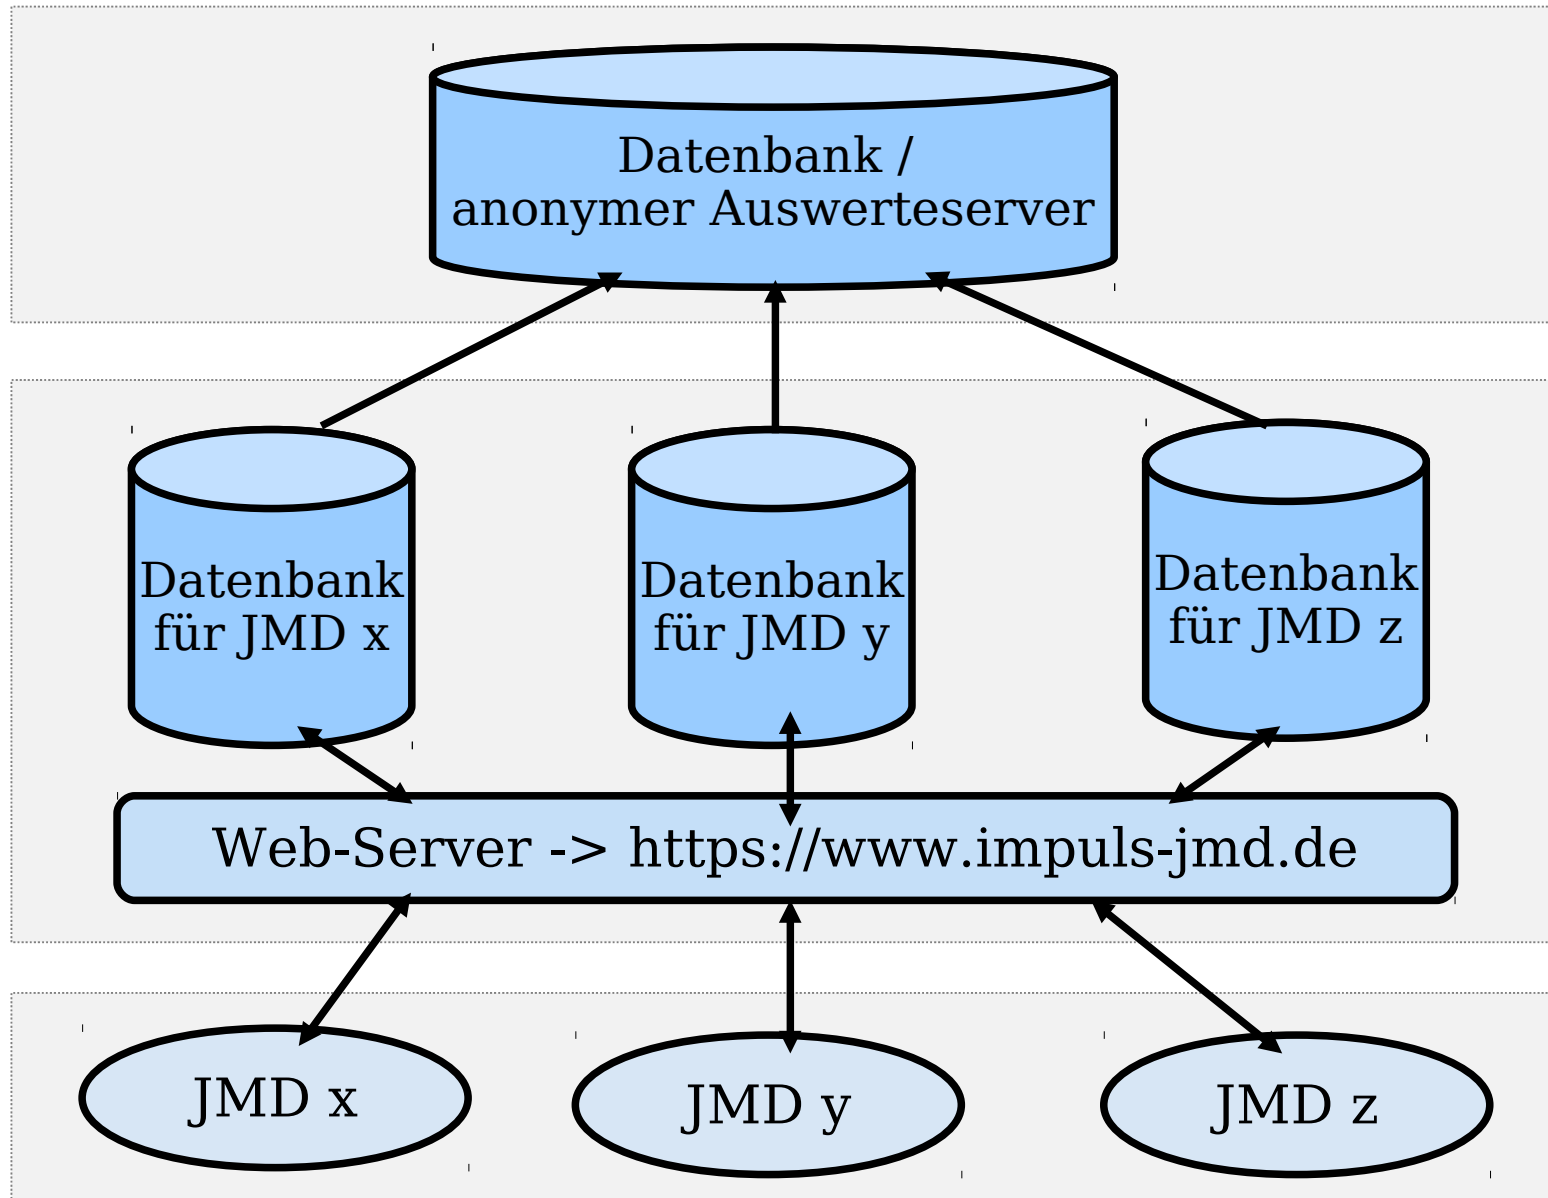 Datenbank /
anonymer Auswerteserver
Datenbank
für JMD x
Datenbank
für JMD y
Datenbank
für JMD z
Web-Server -> https://www.impuls-jmd.de
JMD x
JMD y
JMD z